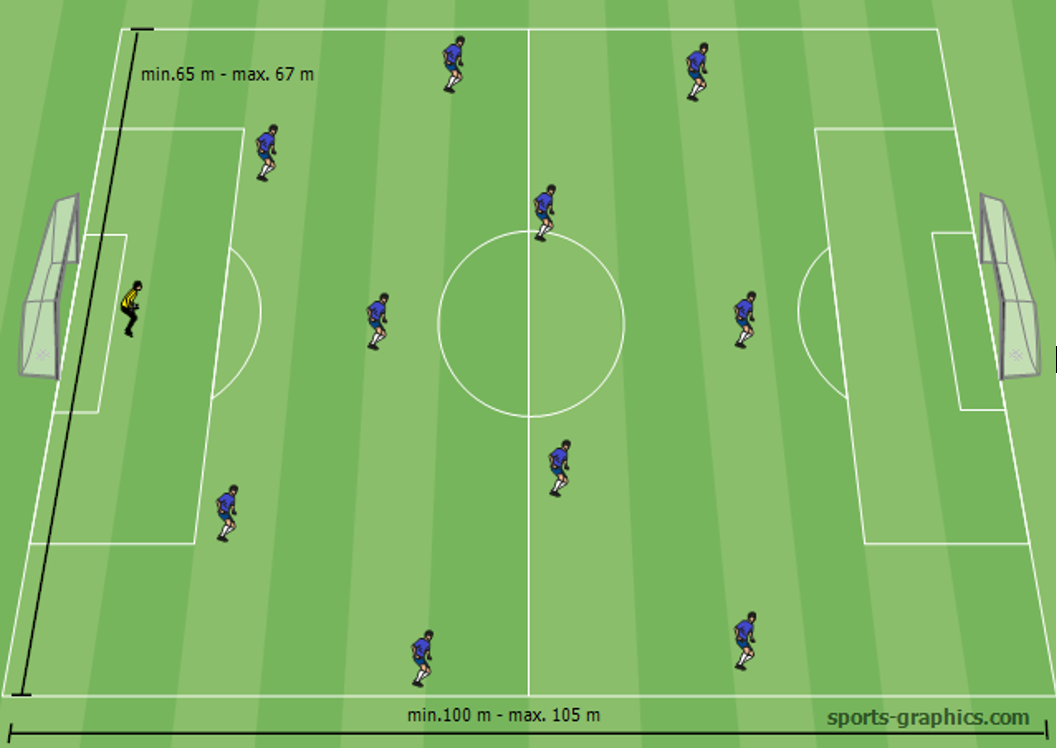 min.65 m - max. 67 m
min.100 m - max. 105 m
sports-graphics.com